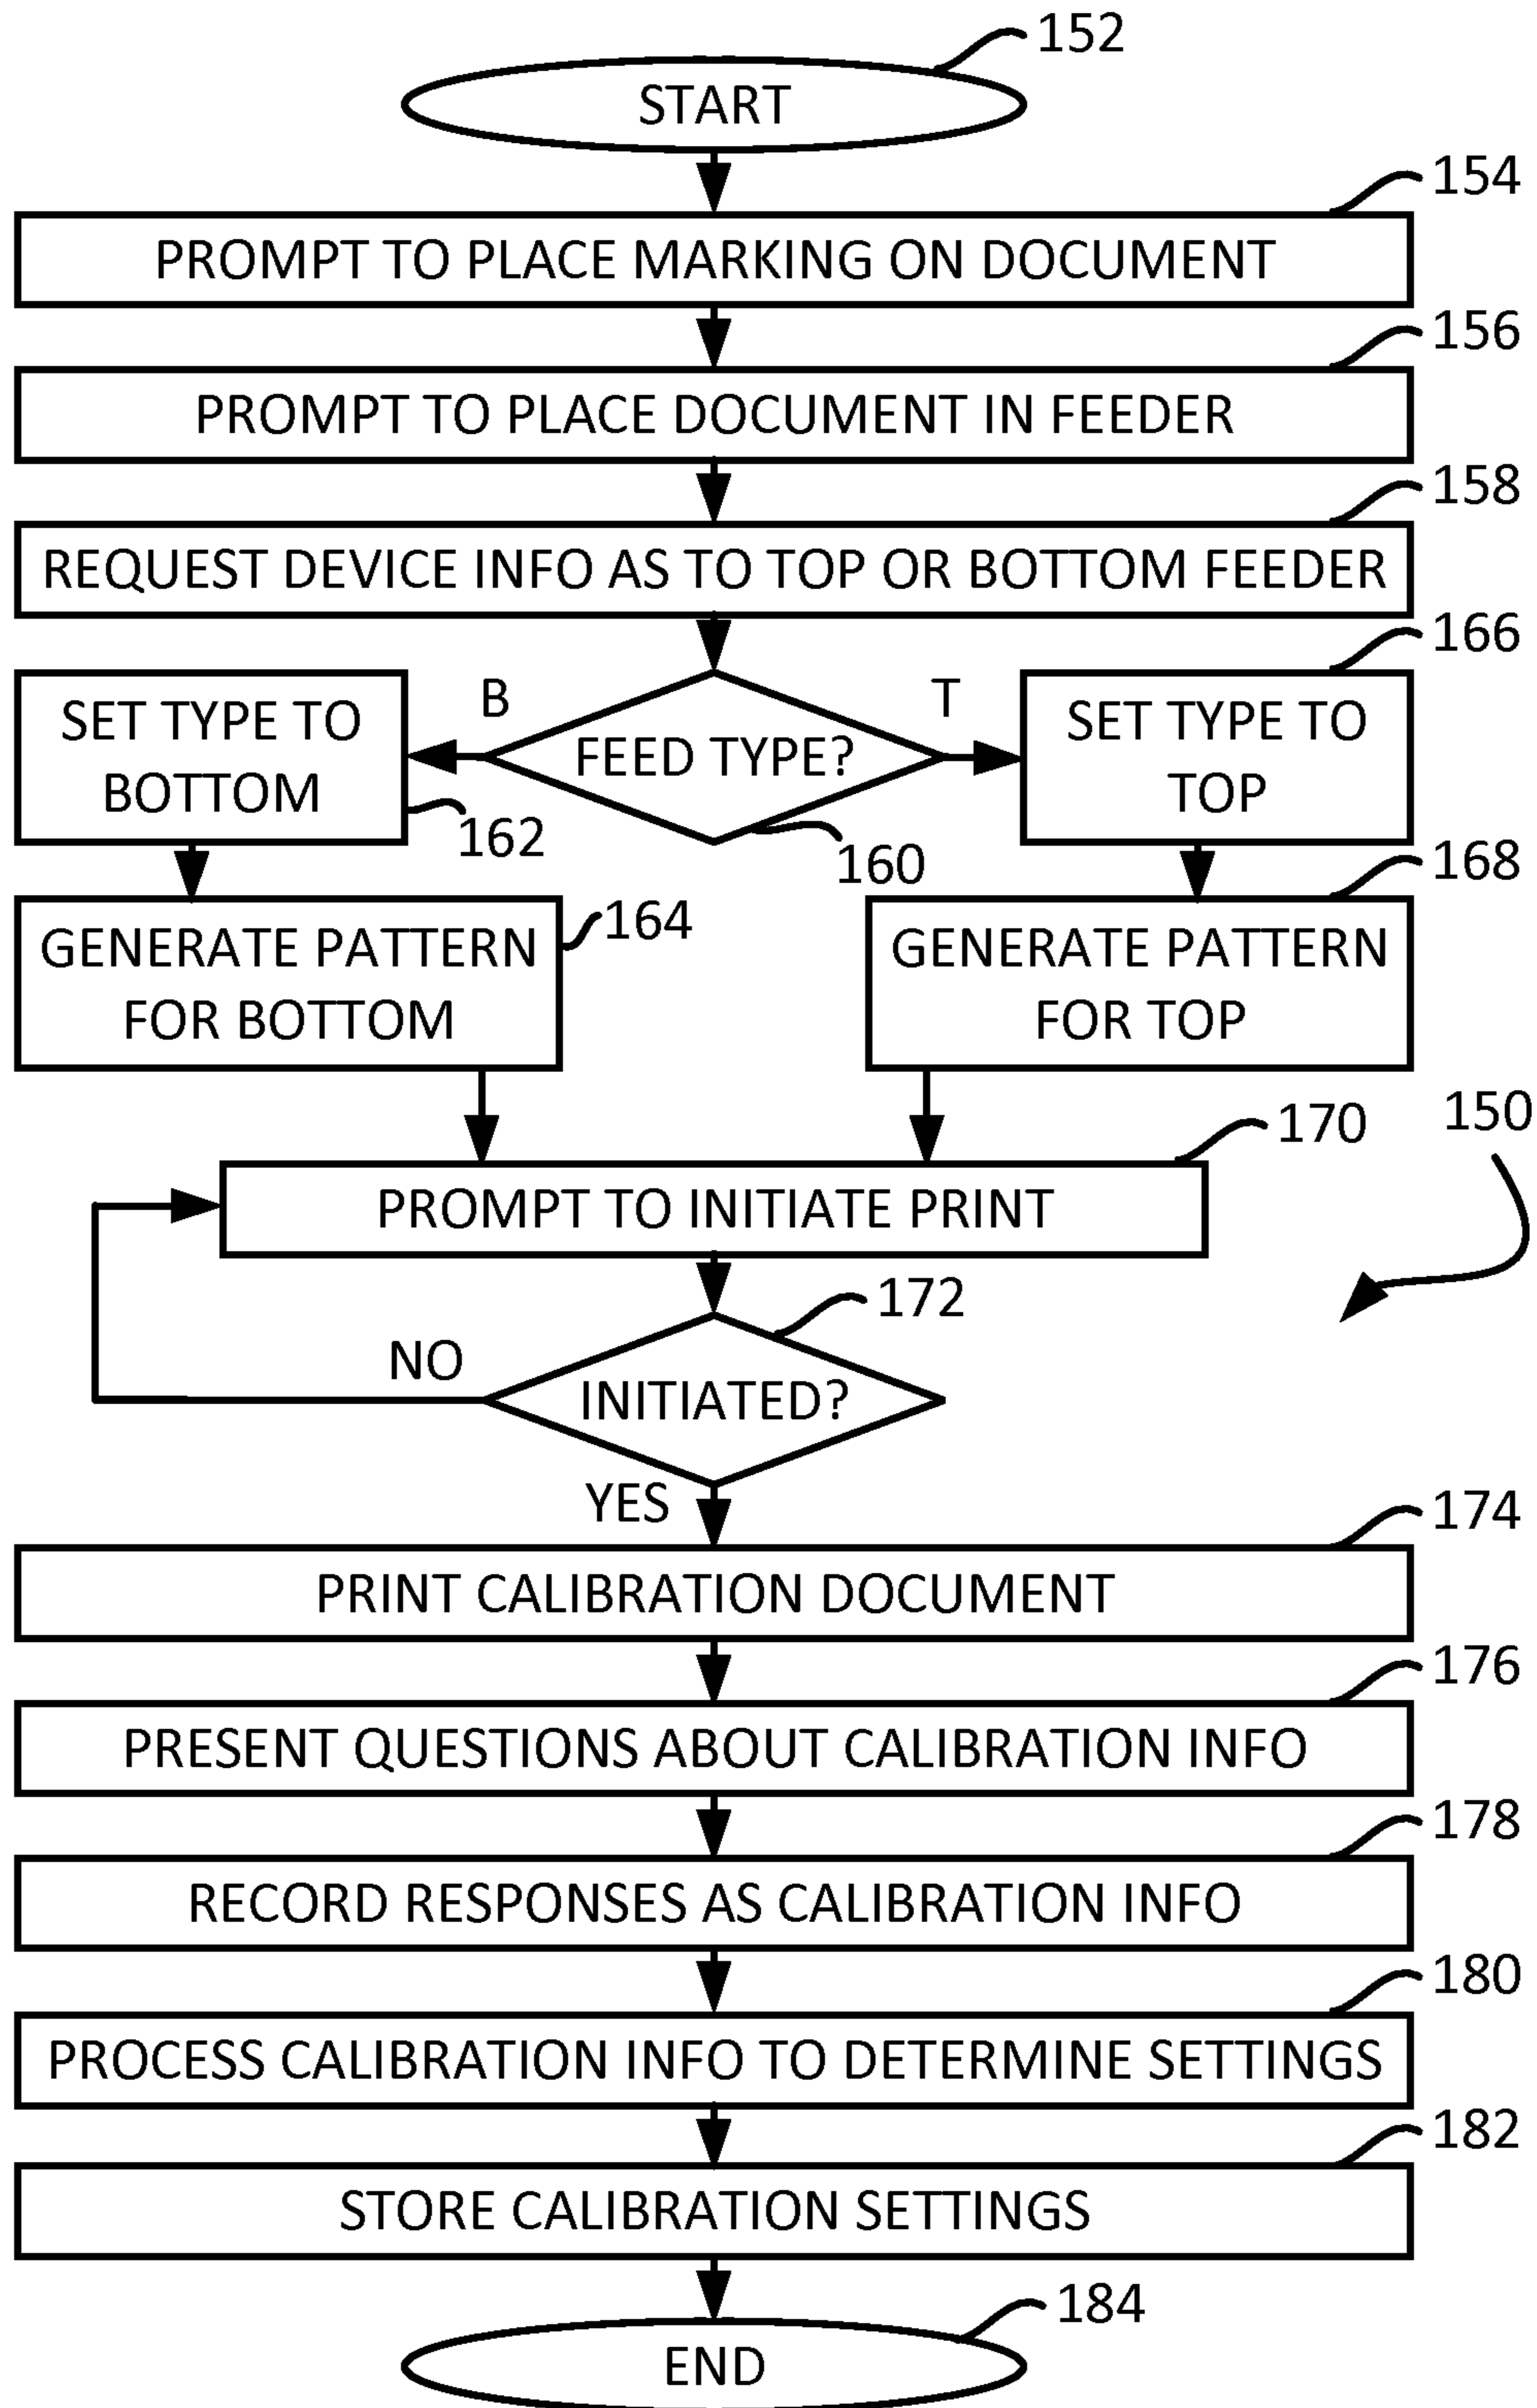 152
START
154
PROMPT TO PLACE MARKING ON DOCUMENT
156
PROMPT TO PLACE DOCUMENT IN FEEDER
158
REQUEST DEVICE INFO AS TO TOP OR BOTTOM FEEDER
166
SET TYPE TO
BOTTOM
162
B
FEED TYPE?
160
T
SET TYPE TO
TOP
168
GENERATE PATTERN
FOR BOTTOM
164
GENERATE PATTERN
FOR TOP
150
170
PROMPT TO INITIATE PRINT
172
NO
INITIATED?
YES
174
PRINT CALIBRATION DOCUMENT
176
PRESENT QUESTIONS ABOUT CALIBRATION INFO
178
RECORD RESPONSES AS CALIBRATION INFO
180
PROCESS CALIBRATION INFO TO DETERMINE SETTINGS
182
STORE CALIBRATION SETTINGS
184
END